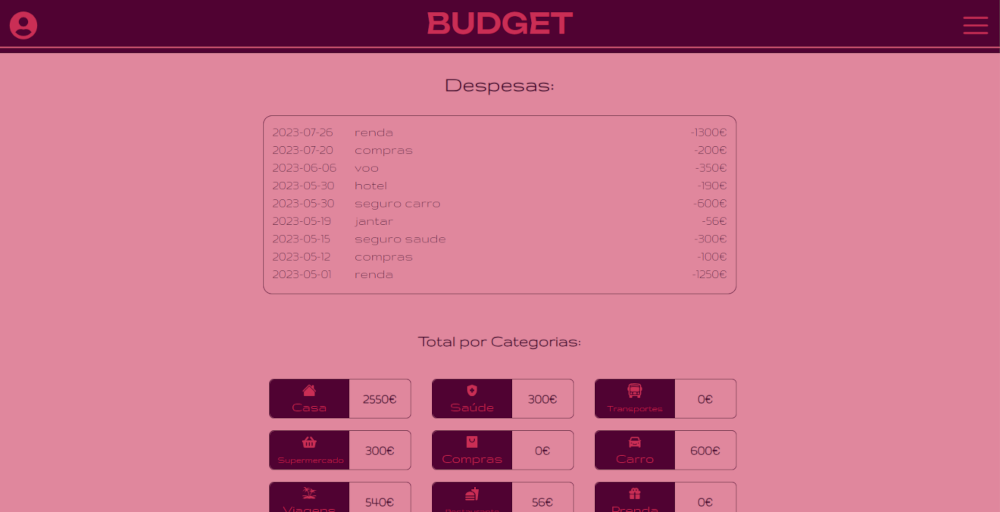 BUDGET
Despesas:
2023-07-26 renda -1300€
2023-07-20 compras -200€
2023-06-06 voo -350€
2023-05-30 hotel -190€
2023-05-30 seguro carro -600€
2023-05-19 jantar -56€
2023-05-15 seguro saude -300€
2023-05-12 compras -100€
2023-05-01 renda -1250€
Total por Categorias:
Casa 2550€ Saúde 300€ Transportes 0€
Supermercado 300€ Compras 0€ Carro 600€
Viagens 540€ 56€ Prenda 0€